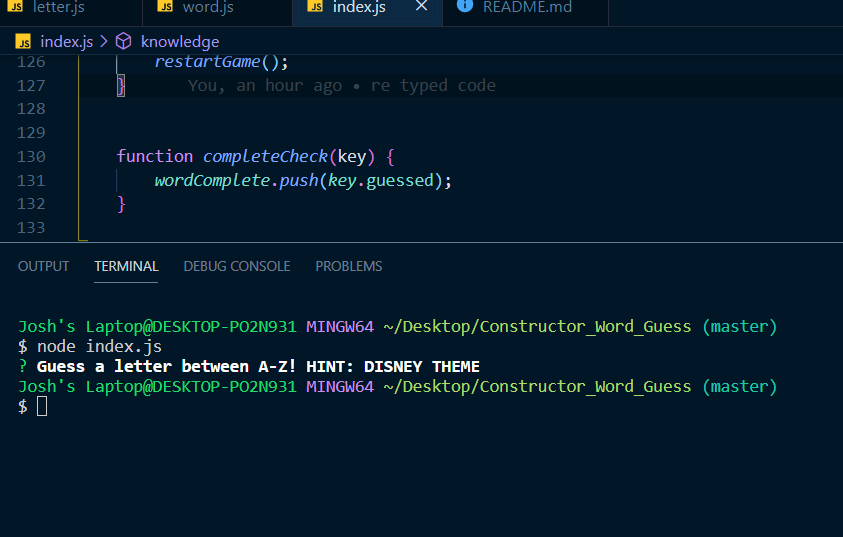 JS letter.js JS word.js JS index.js × README.md
JS index.js > knowledge
126 restartGame();
127 } You, an hour ago • re typed code
128
129
130 function completeCheck(key) {
131 wordComplete.push(key.guessed);
132 }
133
OUTPUT TERMINAL DEBUG CONSOLE PROBLEMS
Josh's Laptop@DESKTOP-PO2N931 MINGW64 ~/Desktop/Constructor_Word_Guess (master)
$ node index.js
? Guess a letter between A-Z! HINT: DISNEY THEME
Josh's Laptop@DESKTOP-PO2N931 MINGW64 ~/Desktop/Constructor_Word_Guess (master)
$